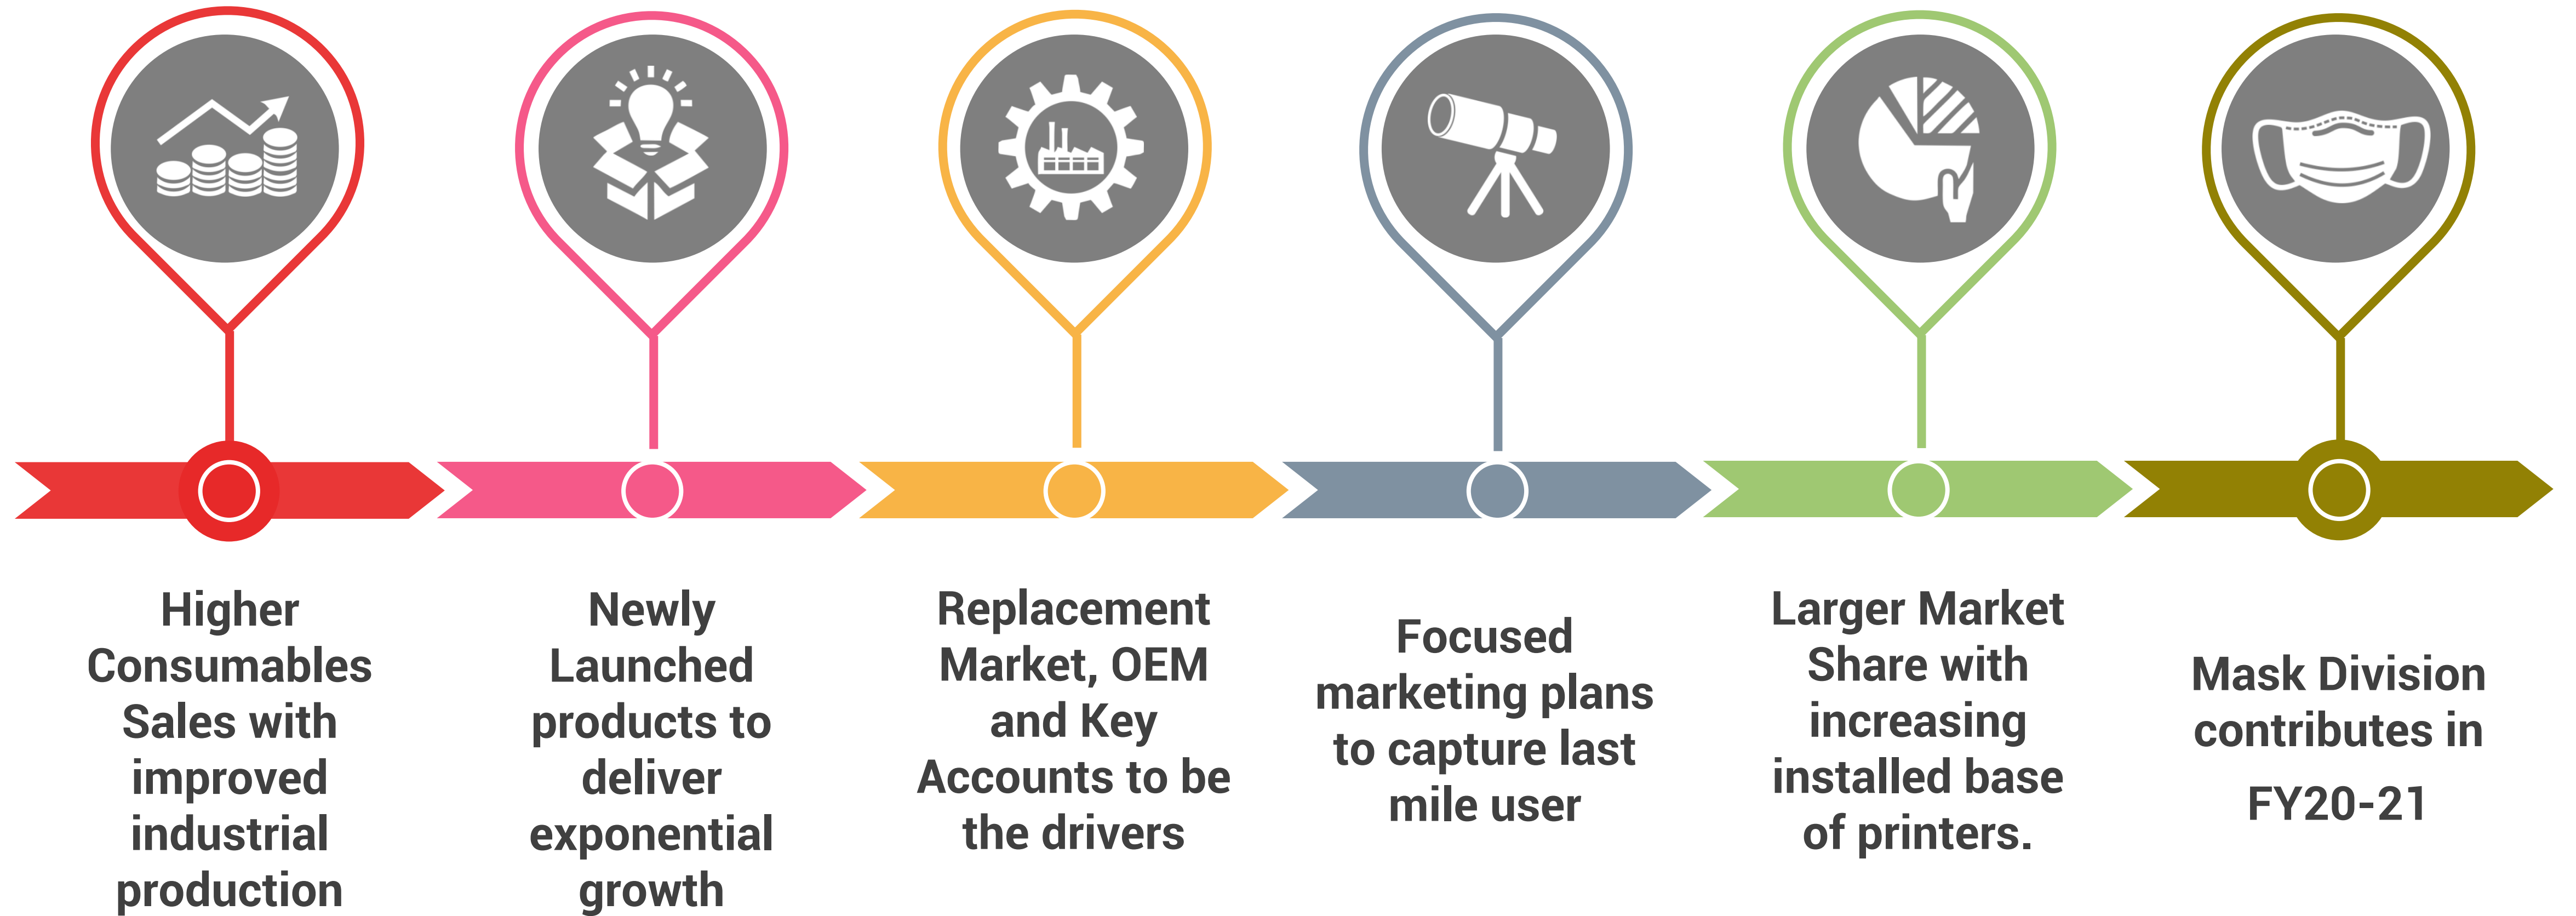 Higher
Consumables
Sales with
improved
industrial
production
Newly
Launched
products to
deliver
exponential
growth
Replacement
Market, OEM
and Key
Accounts to be
the drivers
Focused
marketing plans
to capture last
mile user
Larger Market
Share with
increasing
installed base
of printers.
Mask Division
contributes in
FY20-21